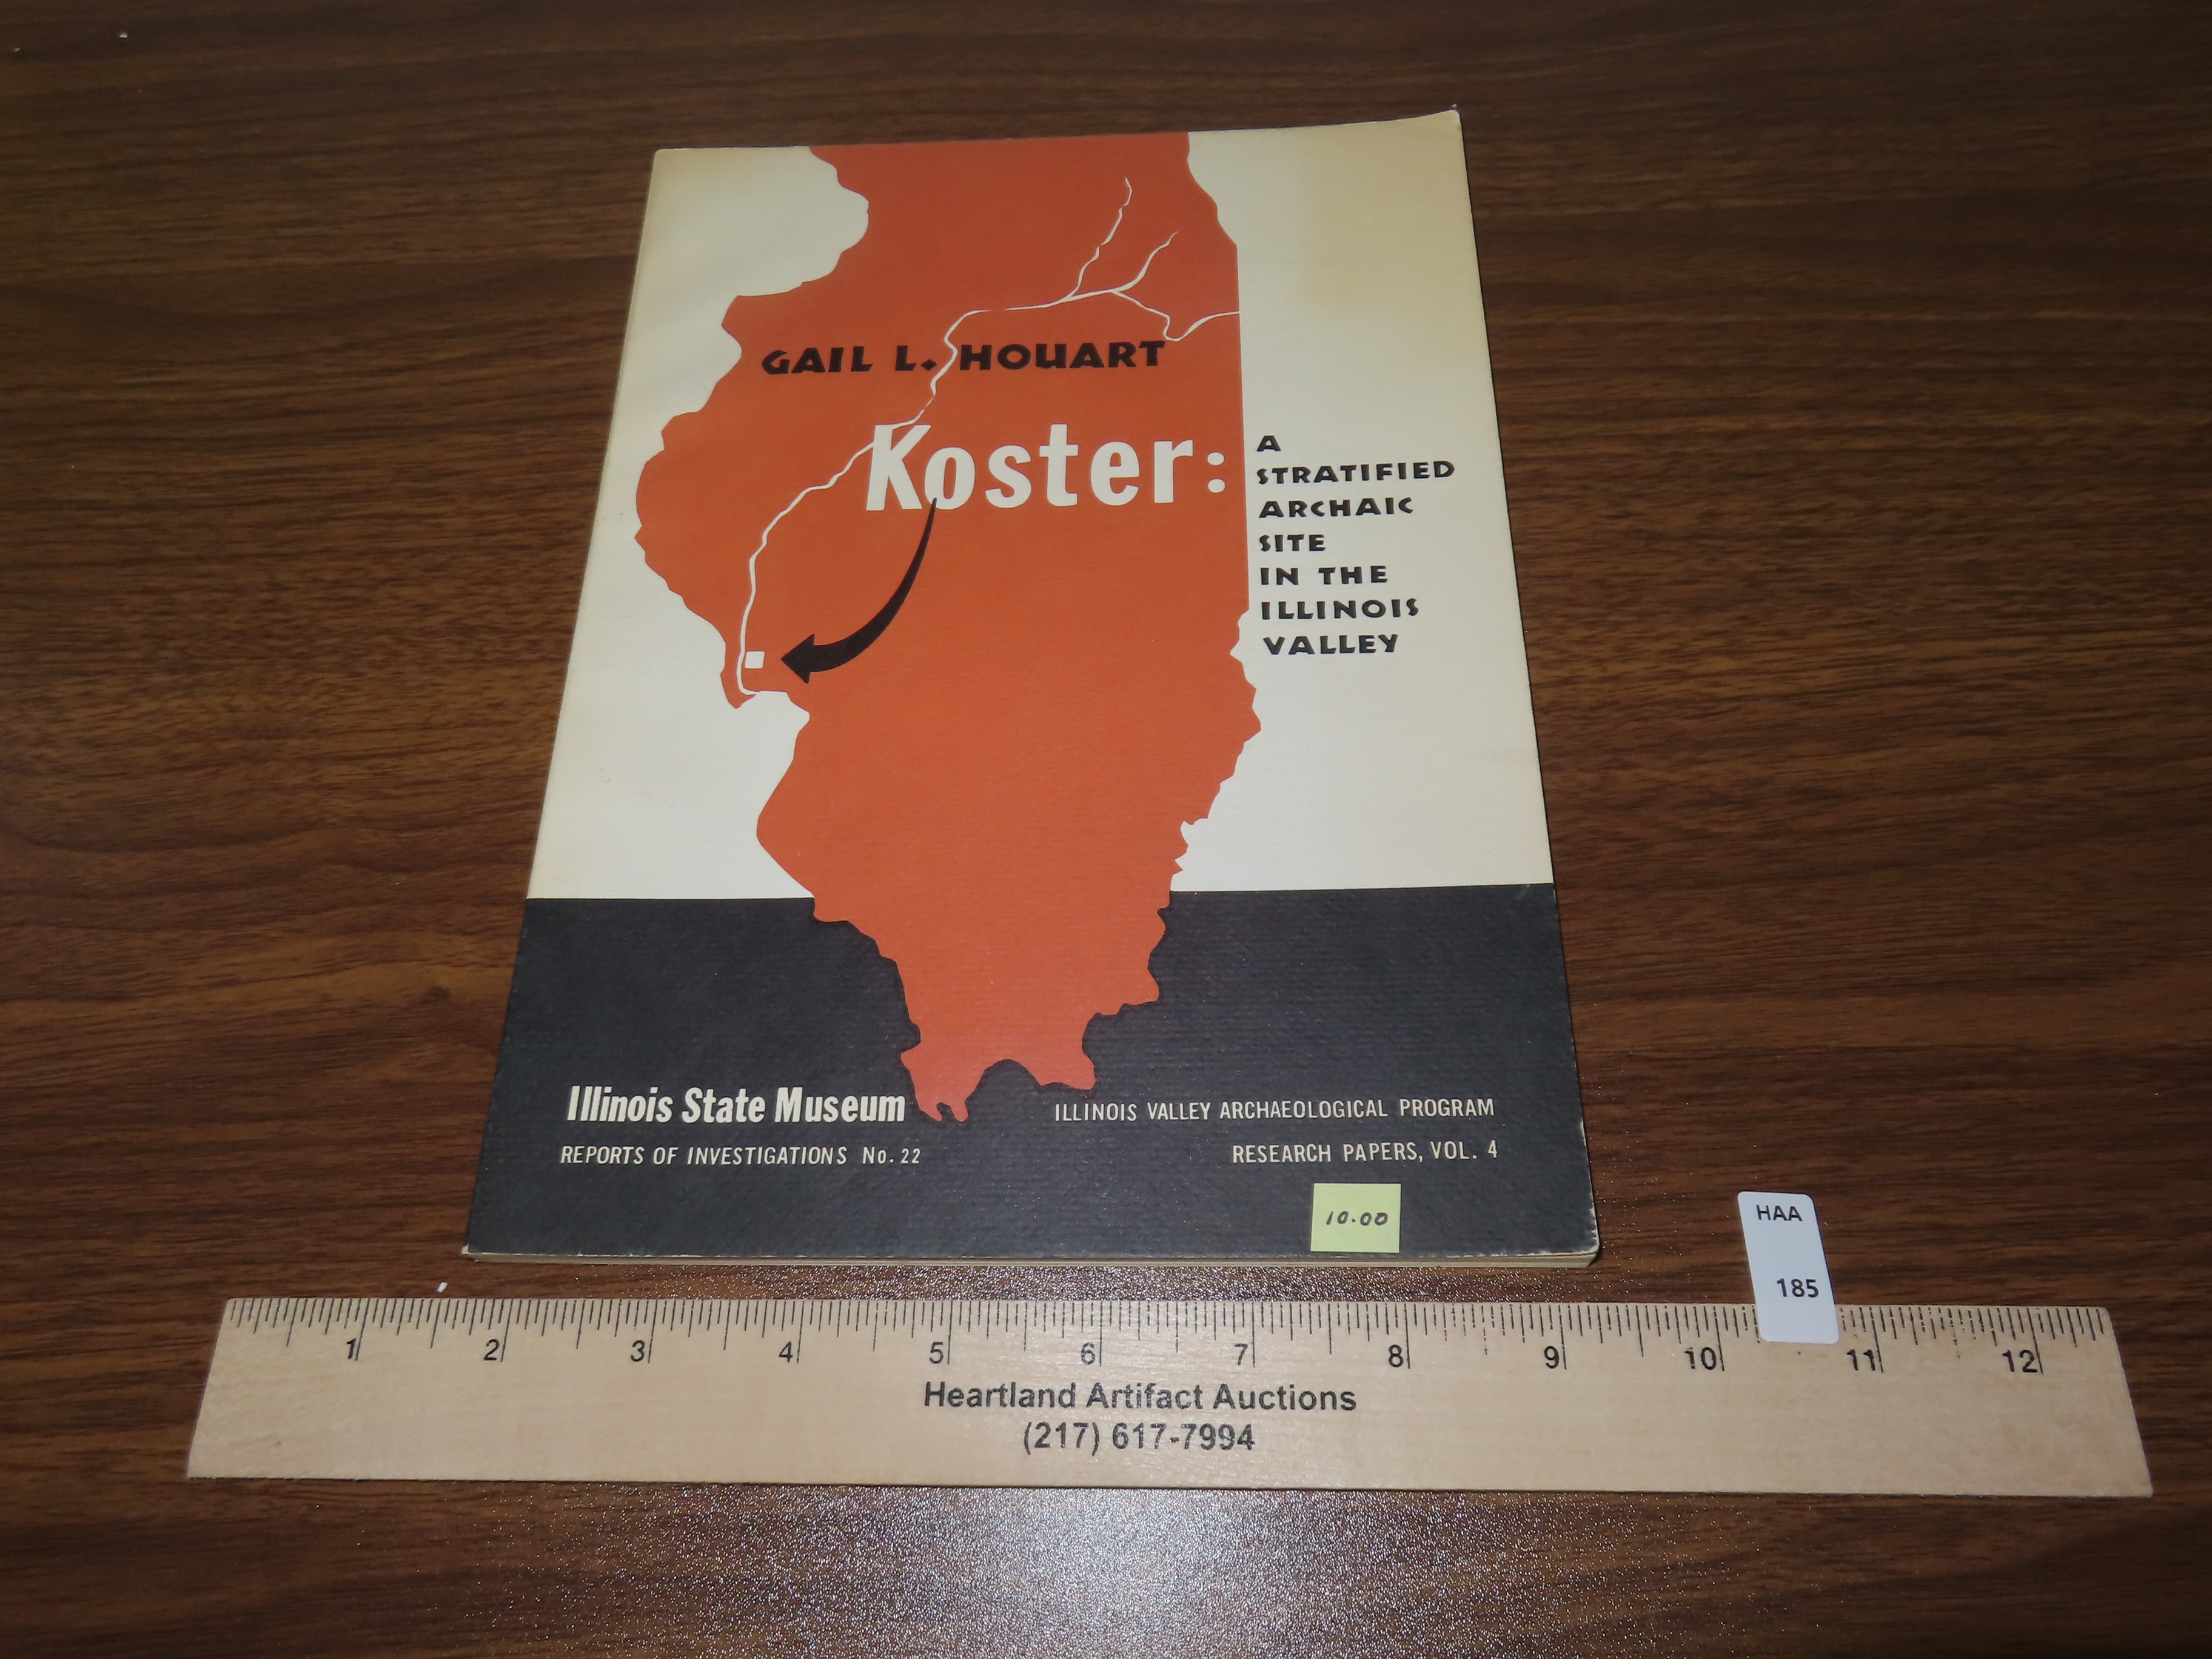 GAIL L. HOUART
Koster:
A
STRATIFIED
ARCHAIC
SITE
IN THE
ILLINOIS
VALLEY
Illinois State Museum
REPORTS OF INVESTIGATIONS No. 22
ILLINOIS VALLEY ARCHAEOLOGICAL PROGRAM
RESEARCH PAPERS, VOL. 4
10.00
HAA
185
1 2 3 4 5 6 7 8 9 10 11 12
Heartland Artifact Auctions
(217) 617-7994